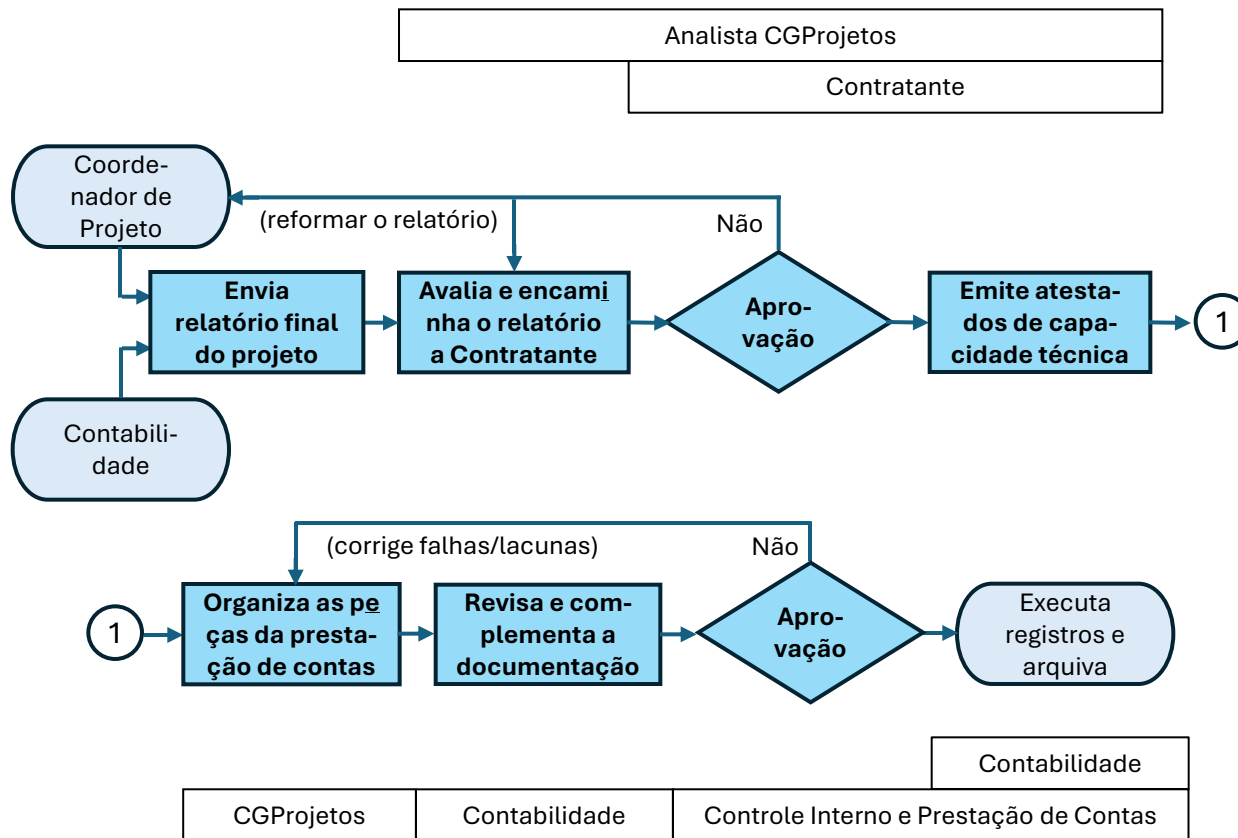 Analista CGProjetos
Contratante
Coorde-
nador de
Projeto
(reformar o relatório)
Não
Envia
relatório final
do projeto
Avalia e encami
nha o relatório
a Contratante
Apro-
vação
Emite atesta-
dos de capa-
cidade técnica
1
Contabili-
dade
(corrige falhas/lacunas)
Não
1
Organiza as pe
ças da presta-
ção de contas
Revisa e com-
plementa a
documentação
Apro-
vação
Executa
registros e
arquiva
Contabilidade
CGProjetos
Contabilidade
Controle Interno e Prestação de Contas